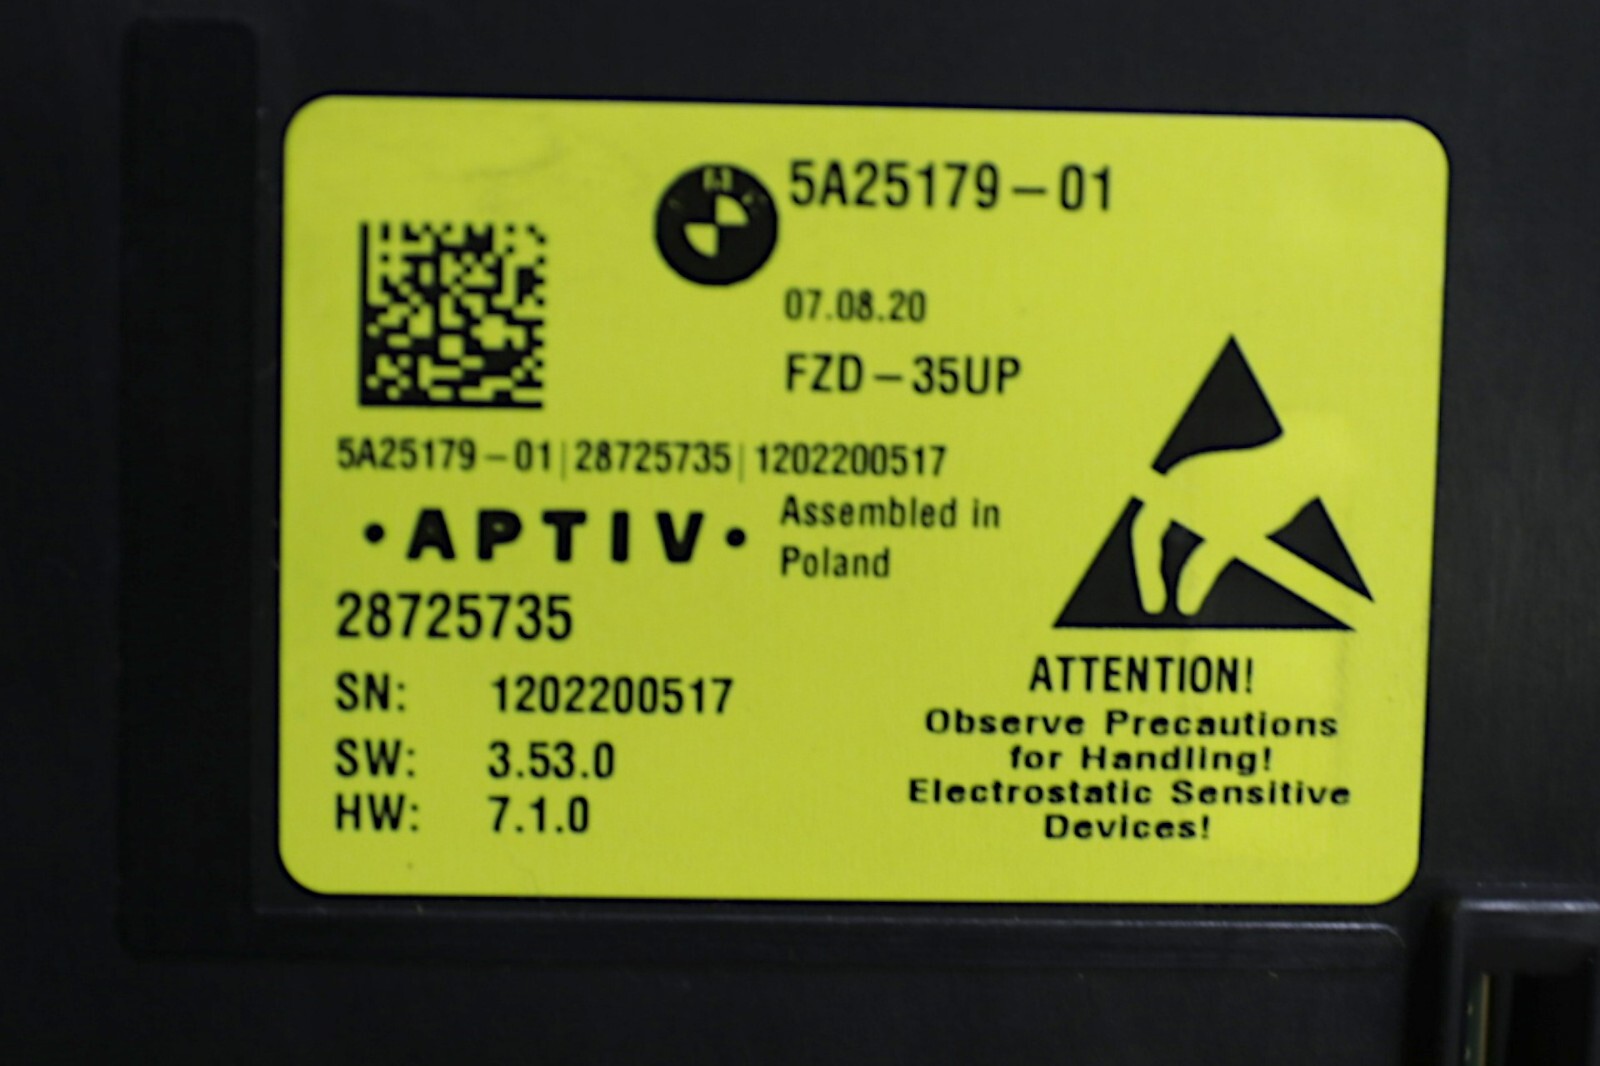 5A25179-01
07.08.20
FZD-35UP
5A25179-01|28725735|1202200517
•APTIV•
Assembled in
Poland
28725735
SN: 1202200517
SW: 3.53.0
HW: 7.1.0
ATTENTION!
Observe Precautions
for Handling!
Electrostatic Sensitive
Devices!